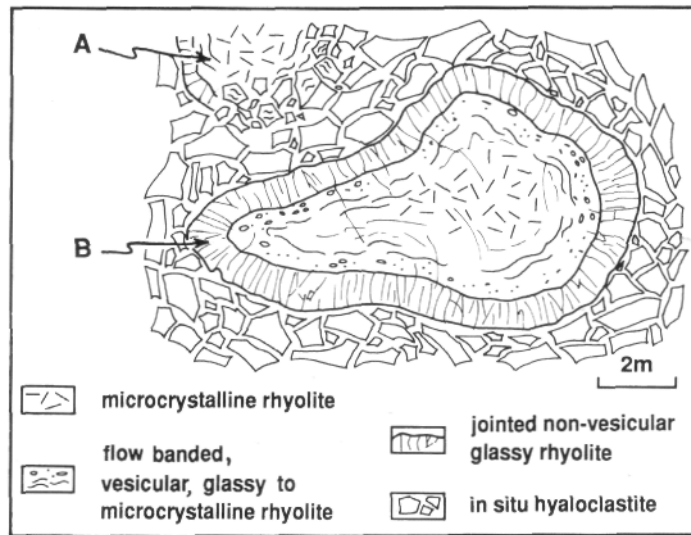 A
B
2m
microcrystalline rhyolite
flow banded,
vesicular, glassy to
microcrystalline rhyolite
jointed non-vesicular
glassy rhyolite
in situ hyaloclastite